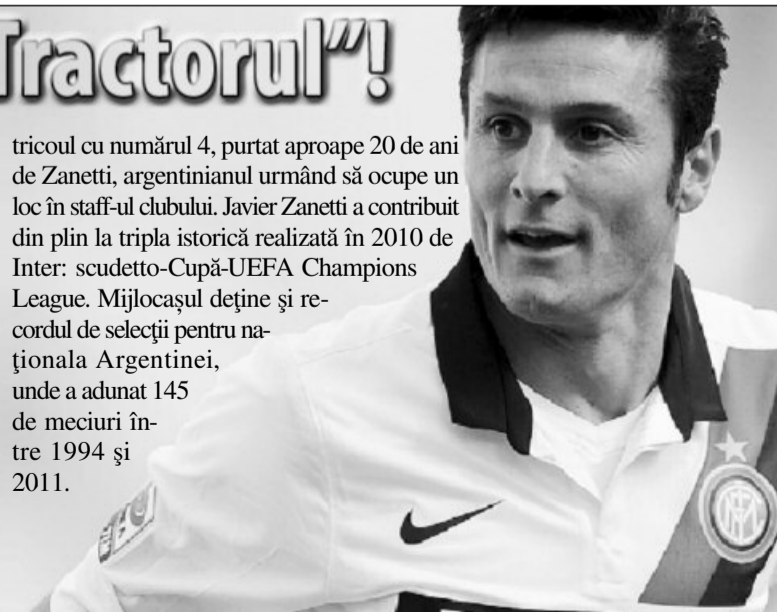 Tractorul”!
tricoul cu numărul 4, purtat aproape 20 de ani
de Zanetti, argentinianul urmând să ocupe un
loc în staff-ul clubului. Javier Zanetti a contribuit
din plin la tripla istorică realizată în 2010 de
Inter: scudetto-Cupă-UEFA Champions
League. Mijlocașul deţine şi re-
cordul de selecţii pentru na-
ţionala Argentinei,
unde a adunat 145
de meciuri în-
tre 1994 şi
2011.